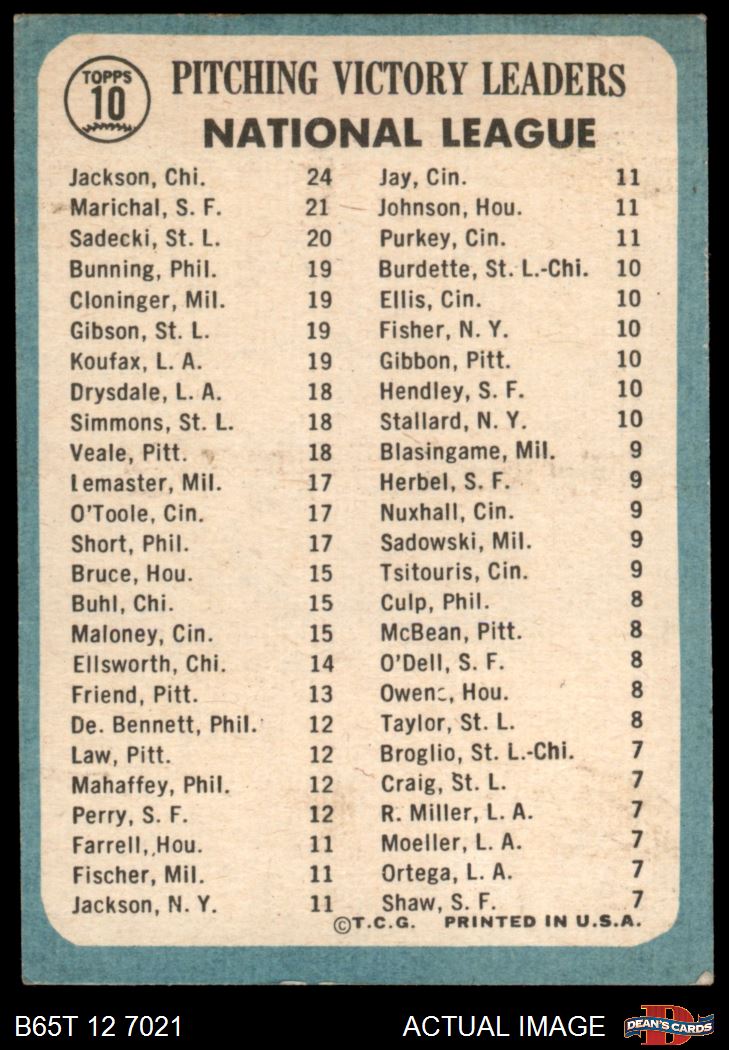 TOPPS
10
PITCHING VICTORY LEADERS
NATIONAL LEAGUE
Jackson, Chi. 24
Marichal, S. F. 21
Sadecki, St. L. 20
Bunning, Phil. 19
Cloninger, Mil. 19
Gibson, St. L. 19
Koufax, L. A. 19
Drysdale, L. A. 18
Simmons, St. L. 18
Veale, Pitt. 18
Lemaster, Mil. 17
O'Toole, Cin. 17
Short, Phil. 17
Bruce, Hou. 15
Buhl, Chi. 15
Maloney, Cin. 15
Ellsworth, Chi. 14
Friend, Pitt. 13
De. Bennett, Phil. 12
Law, Pitt. 12
Mahaffey, Phil. 12
Perry, S. F. 12
Farrell, Hou. 11
Fischer, Mil. 11
Jackson, N. Y. 11
Jay, Cin. 11
Johnson, Hou. 11
Purkey, Cin. 11
Burdette, St. L.-Chi. 10
Ellis, Cin. 10
Fisher, N. Y. 10
Gibbon, Pitt. 10
Hendley, S. F. 10
Stallard, N. Y. 10
Blasingame, Mil. 9
Herbel, S. F. 9
Nuxhall, Cin. 9
Sadowski, Mil. 9
Tsitouris, Cin. 9
Culp, Phil. 8
McBean, Pitt. 8
O'Dell, S. F. 8
Owens, Hou. 8
Taylor, St. L. 8
Broglio, St. L.-Chi. 7
Craig, St. L. 7
R. Miller, L. A. 7
Moeller, L. A. 7
Ortega, L. A. 7
Shaw, S. F. 7
©T.C.G. PRINTED IN U.S.A.
B65T 12 7021 ACTUAL IMAGE
DEAN'S CARDS